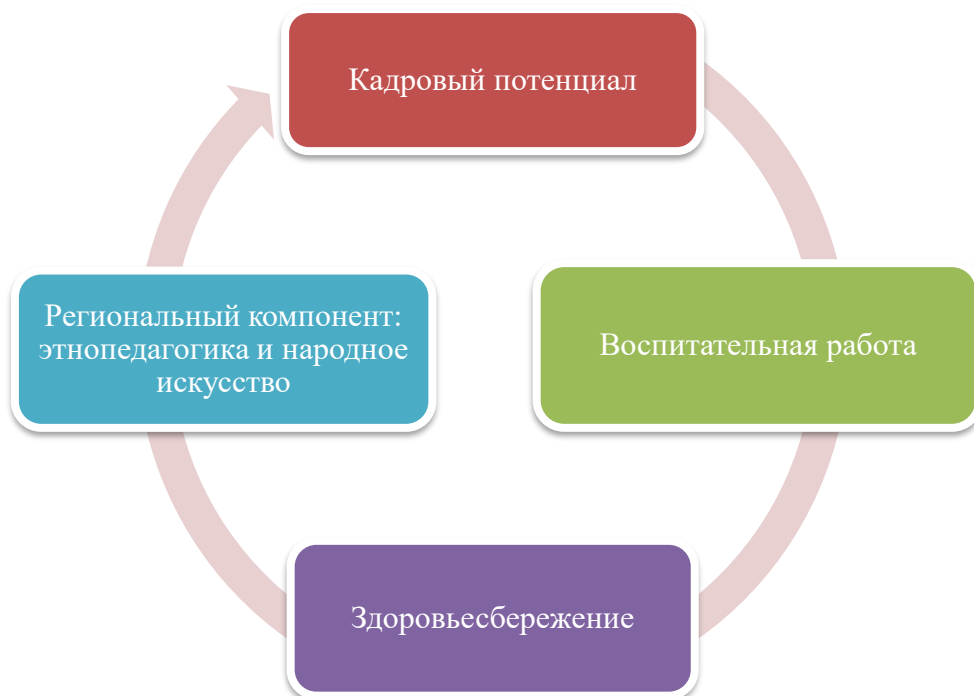 Кадровый потенциал
Воспитательная работа
Здоровьесбережение
Региональный компонент:
этнопедагогика и народное
искусство